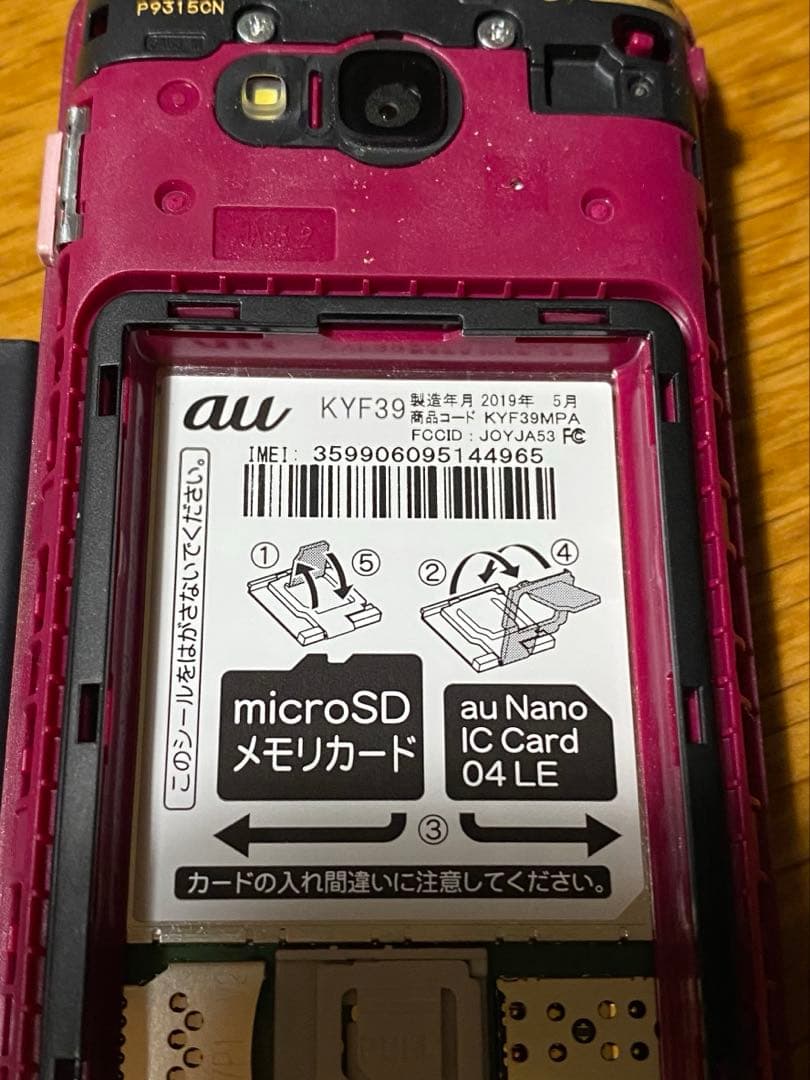 P9315CN
au KYF39 製造年月 2019年 5月
商品コード KYF39MPA
FCCID : JOYJA53 FC
IMEI: 359906095144965
このシールをはがさないでください。
① ⑤ ② ④
microSD
メモリカード
au Nano
IC Card
04 LE
③
カードの入れ間違いに注意してください。